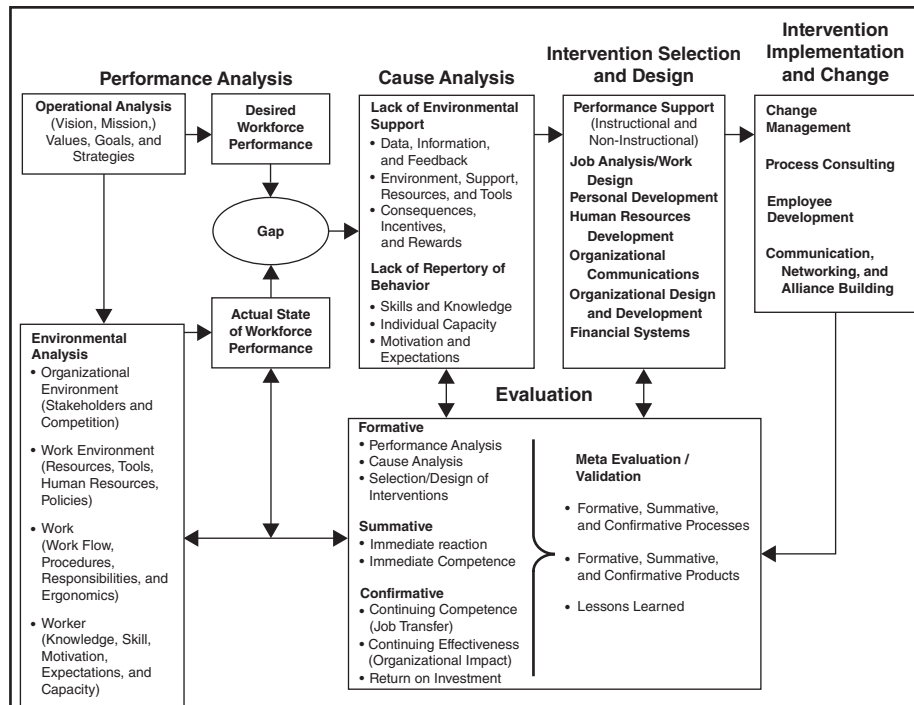 Performance Analysis
Operational Analysis
(Vision, Mission,)
Values, Goals, and
Strategies
Desired
Workforce
Performance
Gap
Actual State
of Workforce
Performance
Environmental
Analysis
• Organizational
Environment
(Stakeholders and
Competition)
• Work Environment
(Resources, Tools,
Human Resources,
Policies)
• Work
(Work Flow,
Procedures,
Responsibilities, and
Ergonomics)
• Worker
(Knowledge, Skill,
Motivation,
Expectations, and
Capacity)
Cause Analysis
Lack of Environmental
Support
• Data, Information,
and Feedback
• Environment, Support,
Resources, and Tools
• Consequences,
Incentives,
and Rewards
Lack of Repertory of
Behavior
• Skills and Knowledge
• Individual Capacity
• Motivation and
Expectations
Intervention Selection
and Design
Performance Support
(Instructional and
Non-Instructional)
Job Analysis/Work
Design
Personal Development
Human Resources
Development
Organizational
Communications
Organizational Design
and Development
Financial Systems
Intervention
Implementation
and Change
Change
Management
Process Consulting
Employee
Development
Communication,
Networking, and
Alliance Building
Evaluation
Formative
• Performance Analysis
• Cause Analysis
• Selection/Design of
Interventions
Summative
• Immediate reaction
• Immediate Competence
Confirmative
• Continuing Competence
(Job Transfer)
• Continuing Effectiveness
(Organizational Impact)
• Return on Investment
Meta Evaluation /
Validation
• Formative, Summative,
and Confirmative Processes
• Formative, Summative,
and Confirmative Products
• Lessons Learned